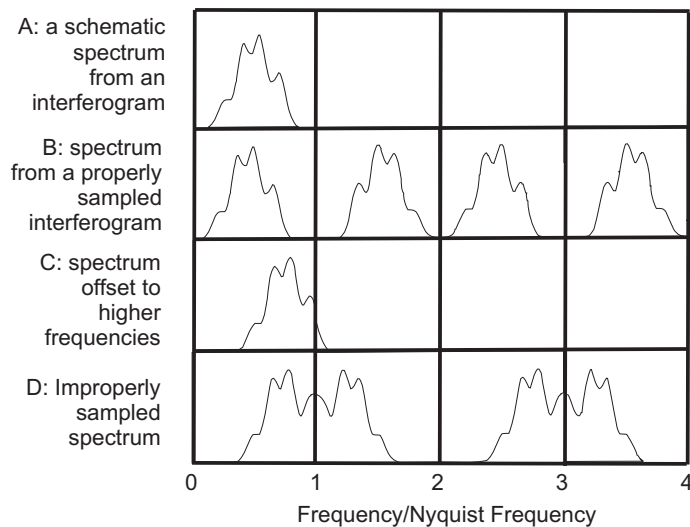 A: a schematic
spectrum
from an
interferogram
B: spectrum
from a properly
sampled
interferogram
C: spectrum
offset to
higher
frequencies
D: Improperly
sampled
spectrum
0 1 2 3 4
Frequency/Nyquist Frequency